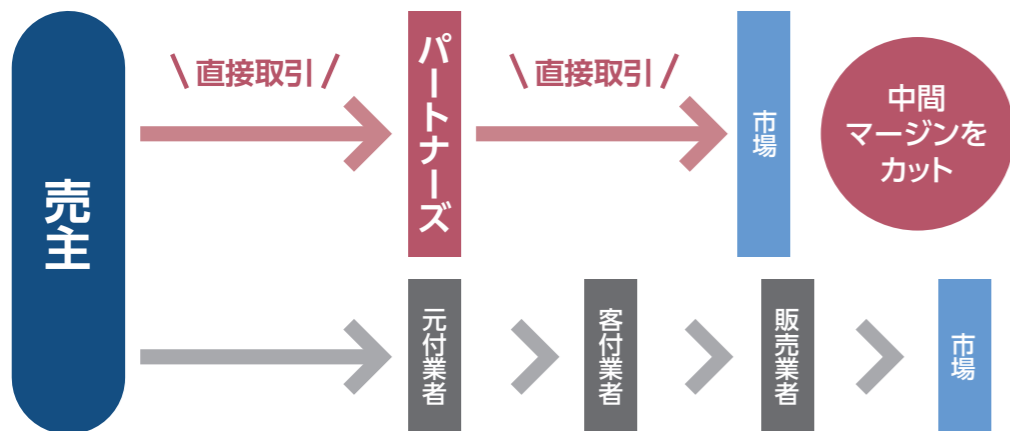 売主
＼直接取引／
パートナーズ
＼直接取引／
市場
中間
マージンを
カット
元付業者
客付業者
販売業者
市場